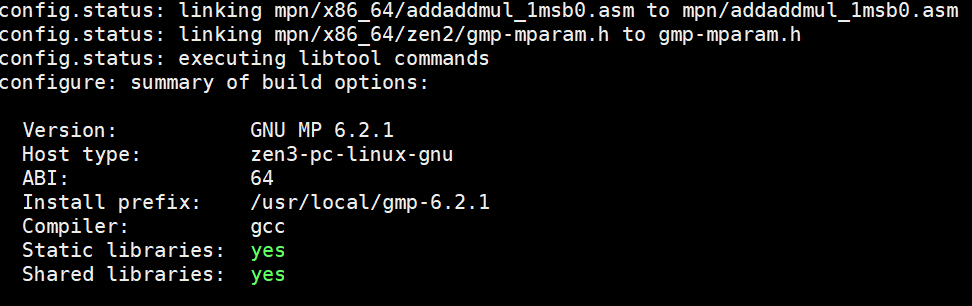 config.status: linking mpn/x86_64/addaddmul_1msb0.asm to mpn/addaddmul_1msb0.asm
config.status: linking mpn/x86_64/zen2/gmp-mparam.h to gmp-mparam.h
config.status: executing libtool commands
configure: summary of build options:

  Version:           GNU MP 6.2.1
  Host type:         zen3-pc-linux-gnu
  ABI:               64
  Install prefix:    /usr/local/gmp-6.2.1
  Compiler:          gcc
  Static libraries:  yes
  Shared libraries:  yes